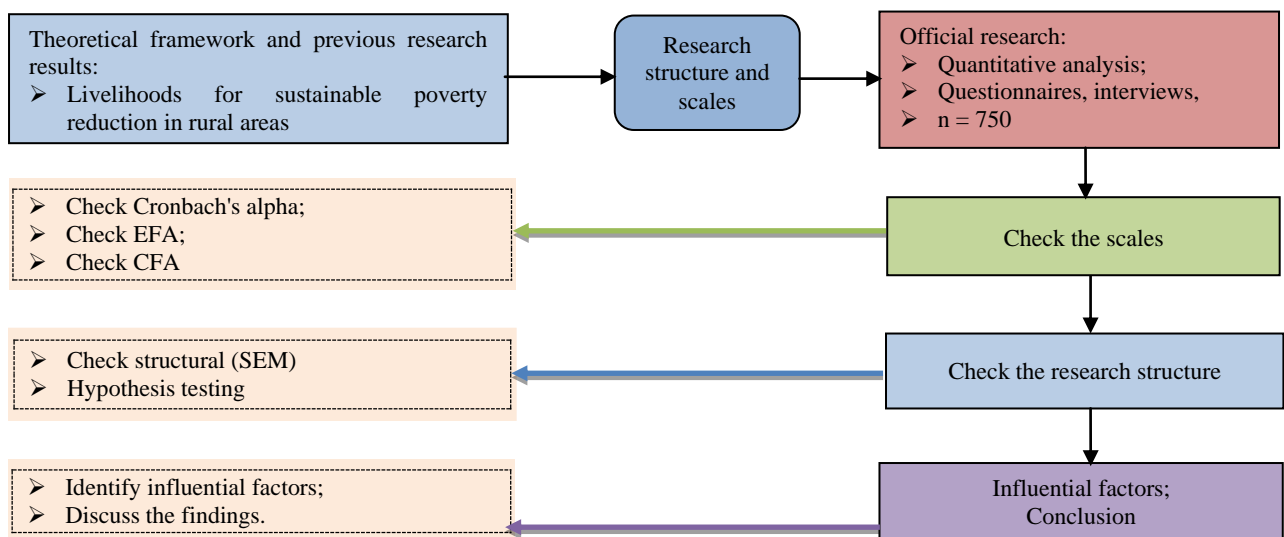 Theoretical framework and previous research
results:
➢ Livelihoods for sustainable poverty
reduction in rural areas
Research
structure and
scales
Official research:
➢ Quantitative analysis;
➢ Questionnaires, interviews,
➢ n = 750
➢ Check Cronbach's alpha;
➢ Check EFA;
➢ Check CFA
Check the scales
➢ Check structural (SEM)
➢ Hypothesis testing
Check the research structure
➢ Identify influential factors;
➢ Discuss the findings.
Influential factors;
Conclusion